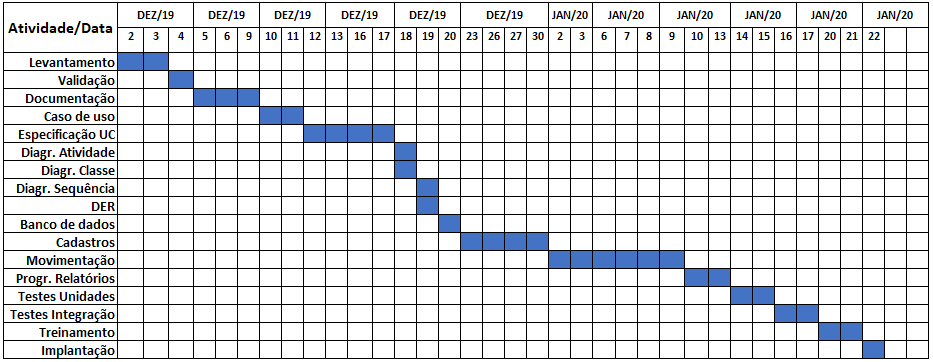 Atividade/Data DEZ/19 DEZ/19 DEZ/19 DEZ/19 DEZ/19 DEZ/19 JAN/20 JAN/20 JAN/20 JAN/20 JAN/20 JAN/20
2 3 4 5 6 9 10 11 12 13 16 17 18 19 20 23 26 27 30 2 3 6 7 8 9 10 13 14 15 16 17 20 21 22
Levantamento
Validação
Documentação
Caso de uso
Especificação UC
Diagr. Atividade
Diagr. Classe
Diagr. Sequência
DER
Banco de dados
Cadastros
Movimentação
Progr. Relatórios
Testes Unidades
Testes Integração
Treinamento
Implantação